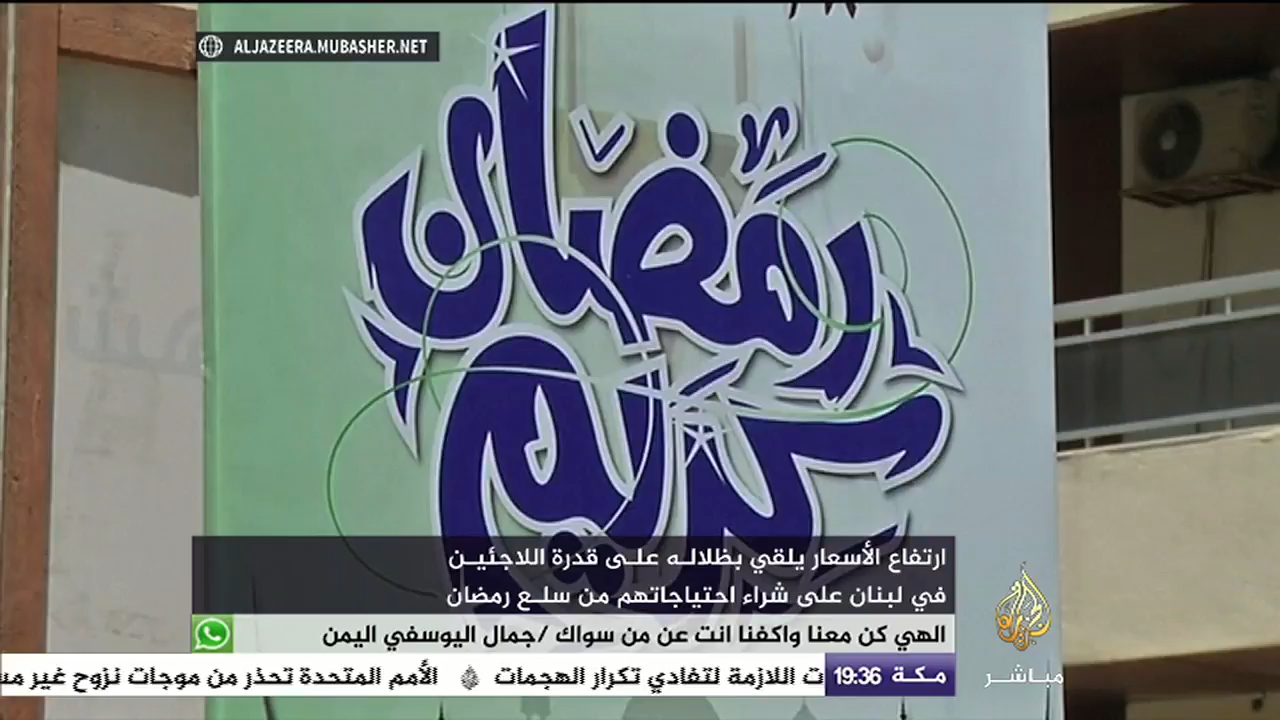 ALJAZEERA.MUBASHER.NET
رمضان
كريم
ارتفاع الأسعار يلقي بظلاله على قدرة اللاجئين
في لبنان على شراء احتياجاتهم من سلع رمضان
الهي كن معنا واكفنا انت عن من سواك /جمال اليوسفي اليمن
مكة 19:36 ت اللازمة لتفادي تكرار الهجمات الأمم المتحدة تحذر من موجات نزوح غير مس
الجزيرة
مباشر